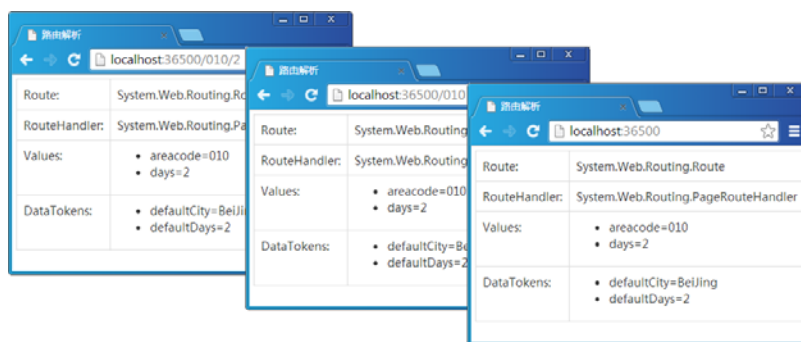 路由解析
localhost:36500/010/2
Route: System.Web.Routing.Ro
RouteHandler: System.Web.Routing.Pa
Values:
• areacode=010
• days=2
DataTokens:
• defaultCity=BeiJi
• defaultDays=2
路由解析
localhost:36500/010
Route: System.Web.Routing
RouteHandler: System.Web.Routing
Values:
• areacode=010
• days=2
DataTokens:
• defaultCity=Be
• defaultDays=2
路由解析
localhost:36500
Route: System.Web.Routing.Route
RouteHandler: System.Web.Routing.PageRouteHandler
Values:
• areacode=010
• days=2
DataTokens:
• defaultCity=BeiJing
• defaultDays=2